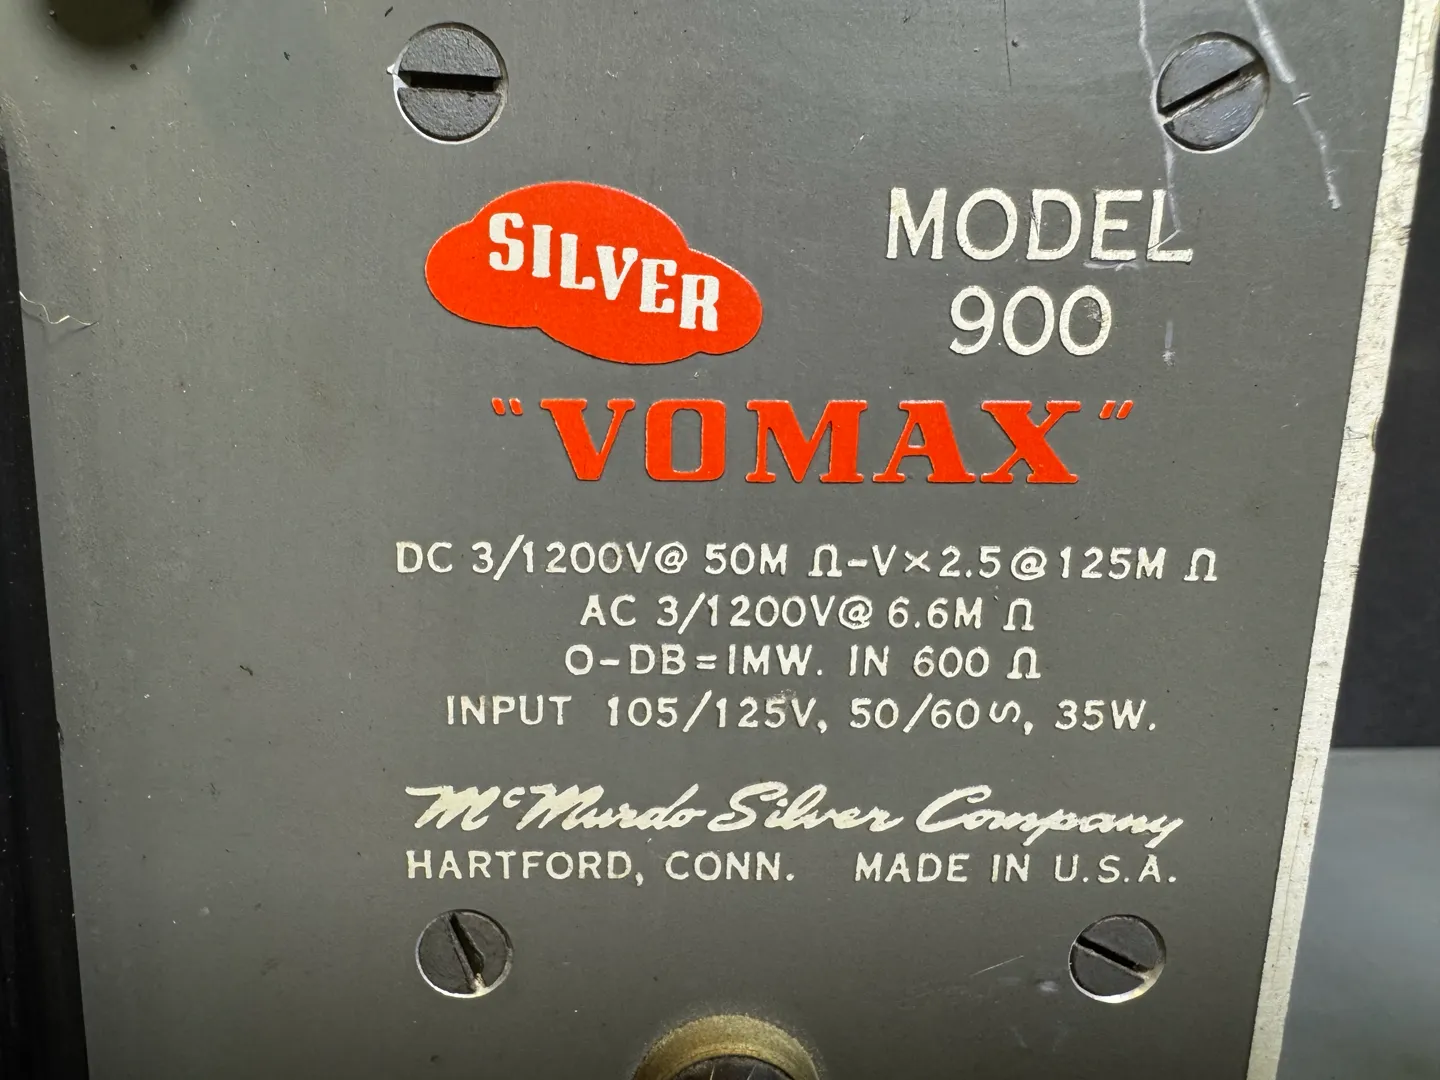 SILVER
MODEL
900
"VOMAX"
DC 3/1200V@ 50M Ω-V×2.5@125M Ω
AC 3/1200V@ 6.6M Ω
0-DB=1MW. IN 600 Ω
INPUT 105/125V, 50/60∽, 35W.
McMurdo Silver Company
HARTFORD, CONN. MADE IN U.S.A.